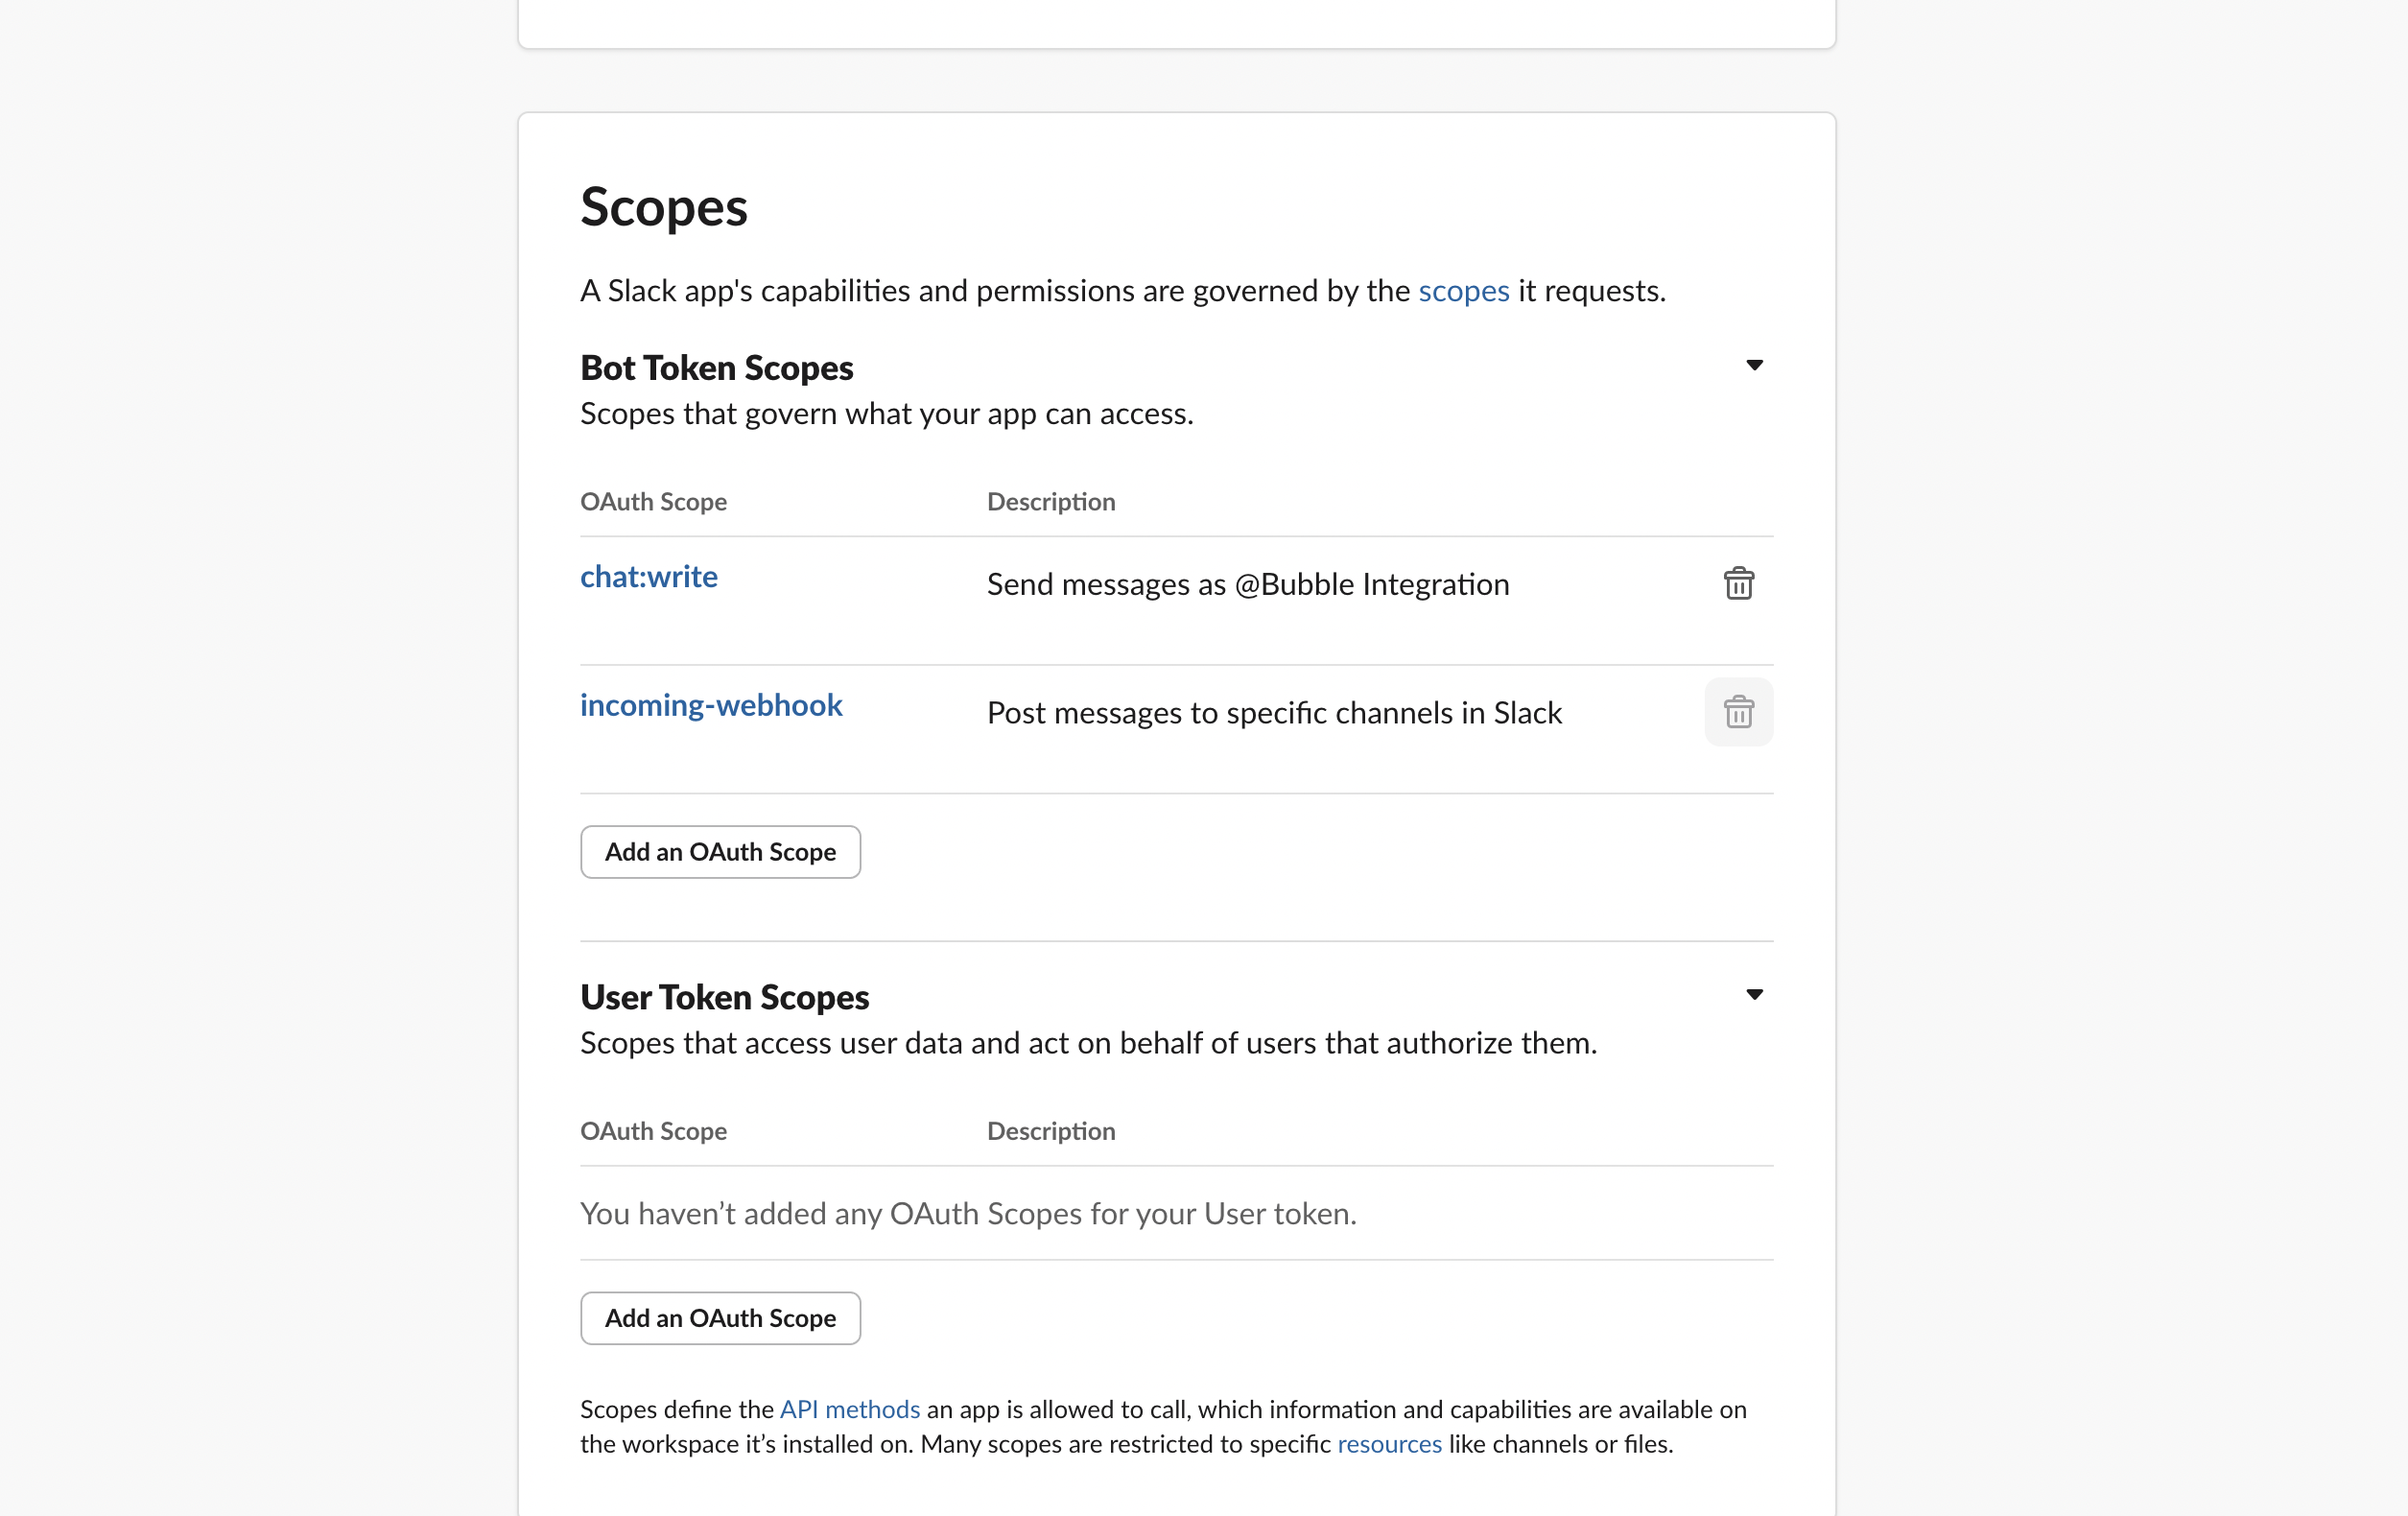 Scopes
A Slack app's capabilities and permissions are governed by the scopes it requests.
Bot Token Scopes
Scopes that govern what your app can access.
OAuth Scope Description
chat:write Send messages as @Bubble Integration
incoming-webhook Post messages to specific channels in Slack
Add an OAuth Scope
User Token Scopes
Scopes that access user data and act on behalf of users that authorize them.
OAuth Scope Description
You haven’t added any OAuth Scopes for your User token.
Add an OAuth Scope
Scopes define the API methods an app is allowed to call, which information and capabilities are available on
the workspace it’s installed on. Many scopes are restricted to specific resources like channels or files.